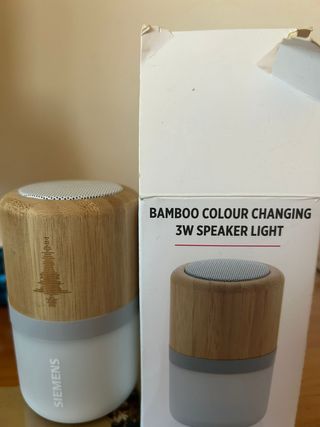 BAMBOO COLOUR CHANGING
3W SPEAKER LIGHT
SIEMENS